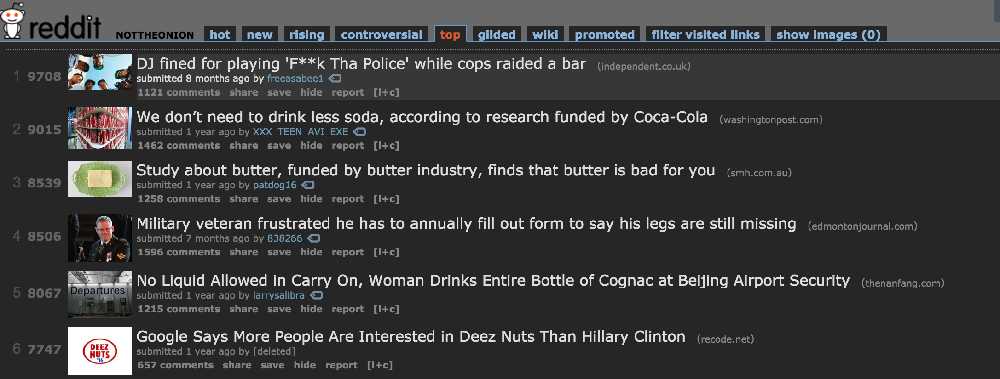 reddit NOTTHEONION hot new rising controversial top gilded wiki promoted filter visited links show images (0)
DJ fined for playing 'F**k Tha Police' while cops raided a bar (independent.co.uk)
1 9708
submitted 8 months ago by freeasabee1
1121 comments share save hide report [l+c]
We don’t need to drink less soda, according to research funded by Coca-Cola (washingtonpost.com)
2 9015
submitted 1 year ago by XXX_TEEN_AVI_EXE
1462 comments share save hide report [l+c]
Study about butter, funded by butter industry, finds that butter is bad for you (smh.com.au)
3 8539
submitted 1 year ago by patdog16
1258 comments share save hide report [l+c]
Military veteran frustrated he has to annually fill out form to say his legs are still missing (edmontonjournal.com)
4 8506
submitted 7 months ago by 838266
1596 comments share save hide report [l+c]
No Liquid Allowed in Carry On, Woman Drinks Entire Bottle of Cognac at Beijing Airport Security (thenanfang.com)
5 8067
Departures
submitted 1 year ago by larrysalibra
1215 comments share save hide report [l+c]
Google Says More People Are Interested in Deez Nuts Than Hillary Clinton (recode.net)
6 7747
DEEZ
NUTS
'16
submitted 1 year ago by [deleted]
657 comments share save hide report [l+c]